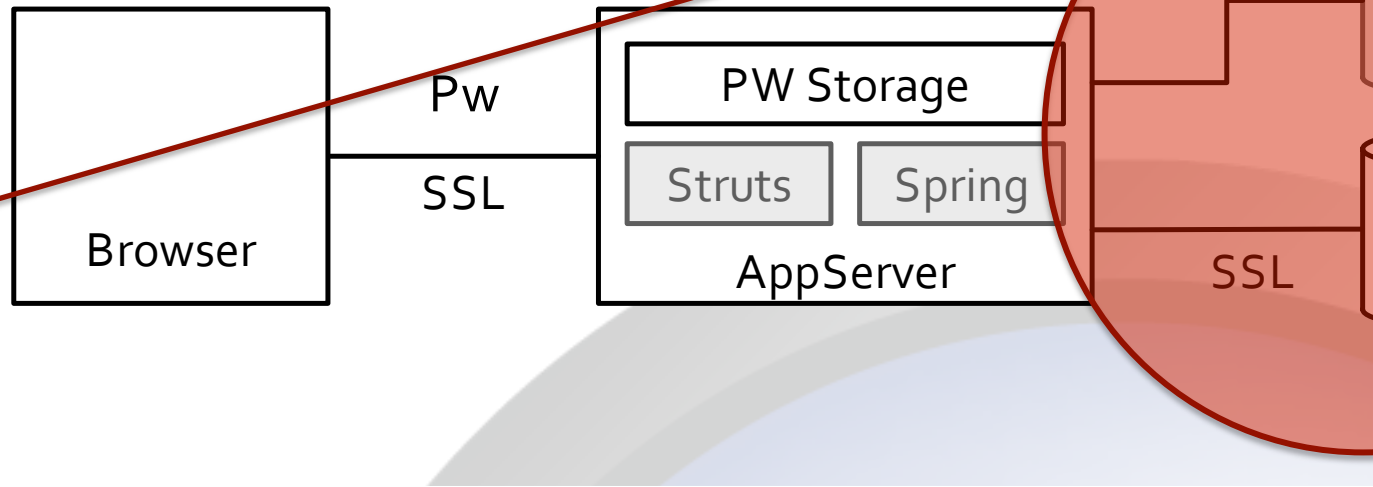 Pw
SSL
Browser
PW Storage
Struts
Spring
AppServer
SSL